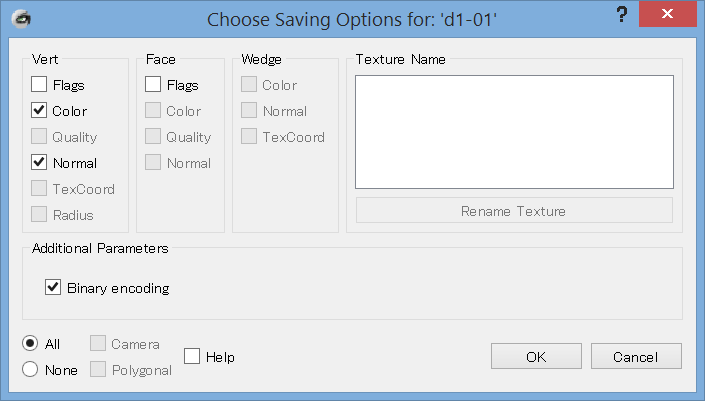 Choose Saving Options for: 'd1-01'
?
Vert
Flags
Color
Quality
Normal
TexCoord
Radius
Face
Flags
Color
Quality
Normal
Wedge
Color
Normal
TexCoord
Texture Name
Rename Texture
Additional Parameters
Binary encoding
All
None
Camera
Polygonal
Help
OK
Cancel